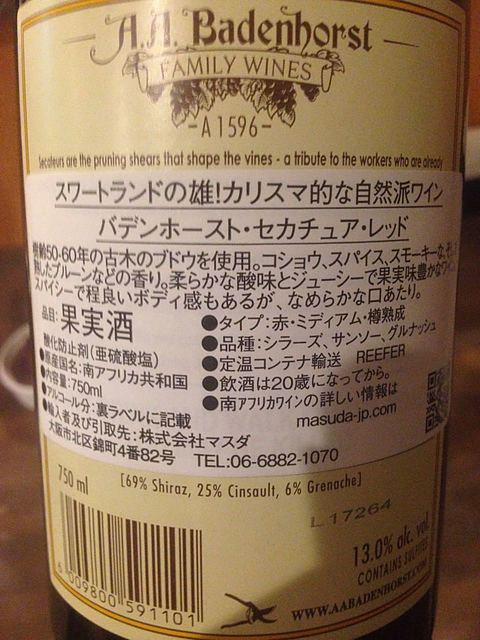 A.A. Badenhorst
FAMILY WINES
-A1596-
Secateurs are the pruning shears that shape the vines - a tribute to the workers who are already
スワートランドの雄!カリスマ的な自然派ワイン
バデンホースト・セカチュア・レッド
樹齢50-60年の古木のブドウを使用。コショウ、スパイス、スモーキーな、そして
熟したプルーンなどの香り。柔らかな酸味とジューシーで果実味豊かなワイン。
スパイシーで程良いボディ感もあるが、なめらかな口あたり。
品目:果実酒
酸化防止剤(亜硫酸塩)
●原産国名:南アフリカ共和国
●内容量:750ml
●アルコール分:裏ラベルに記載
●輸入者及び引取先:株式会社マスダ
大阪市北区錦町4番82号 TEL:06-6882-1070
●タイプ:赤・ミディアム・樽熟成
●品種:シラーズ、サンソー、グルナッシュ
●定温コンテナ輸送 REEFER
●飲酒は20歳になってから。
●南アフリカワインの詳しい情報は
masuda-jp.com
750 ml [69% Shiraz, 25% Cinsault, 6% Grenache]
L 17264
13.0% alc. vol.
CONTAINS SULFITES
6 009800 591101
WWW.AABADENHORST.COM